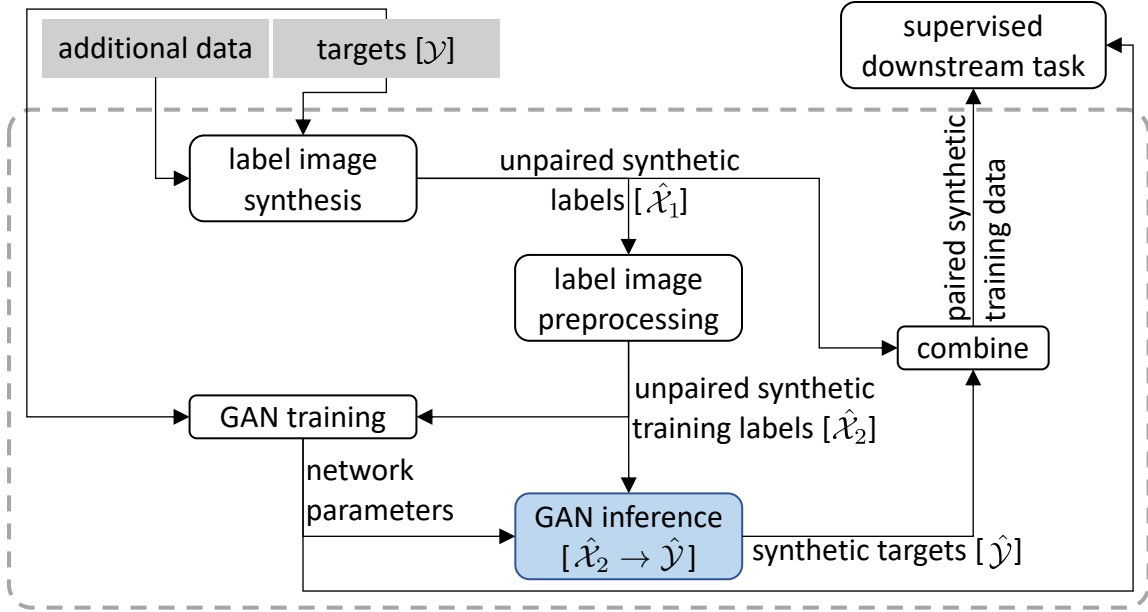 additional data
targets [𝒴]
supervised
downstream task
label image
synthesis
unpaired synthetic
labels [𝒳̂₁]
paired synthetic
training data
label image
preprocessing
combine
unpaired synthetic
training labels [𝒳̂₂]
GAN training
network
parameters
GAN inference
[𝒳̂₂ → 𝒴̂]
synthetic targets [𝒴̂]